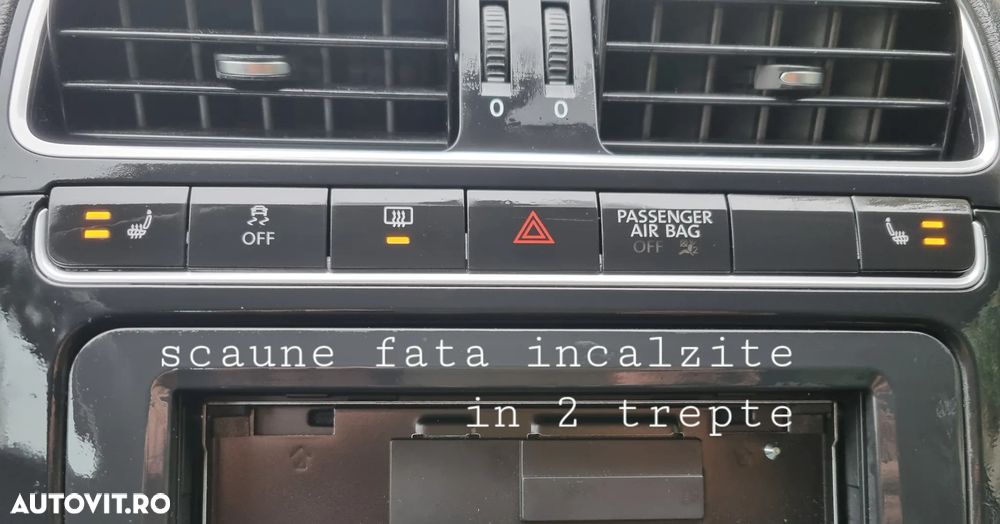 0 0
OFF
PASSENGER
AIR BAG
OFF
scaune fata incalzite
in 2 trepte
AUTOVIT.RO